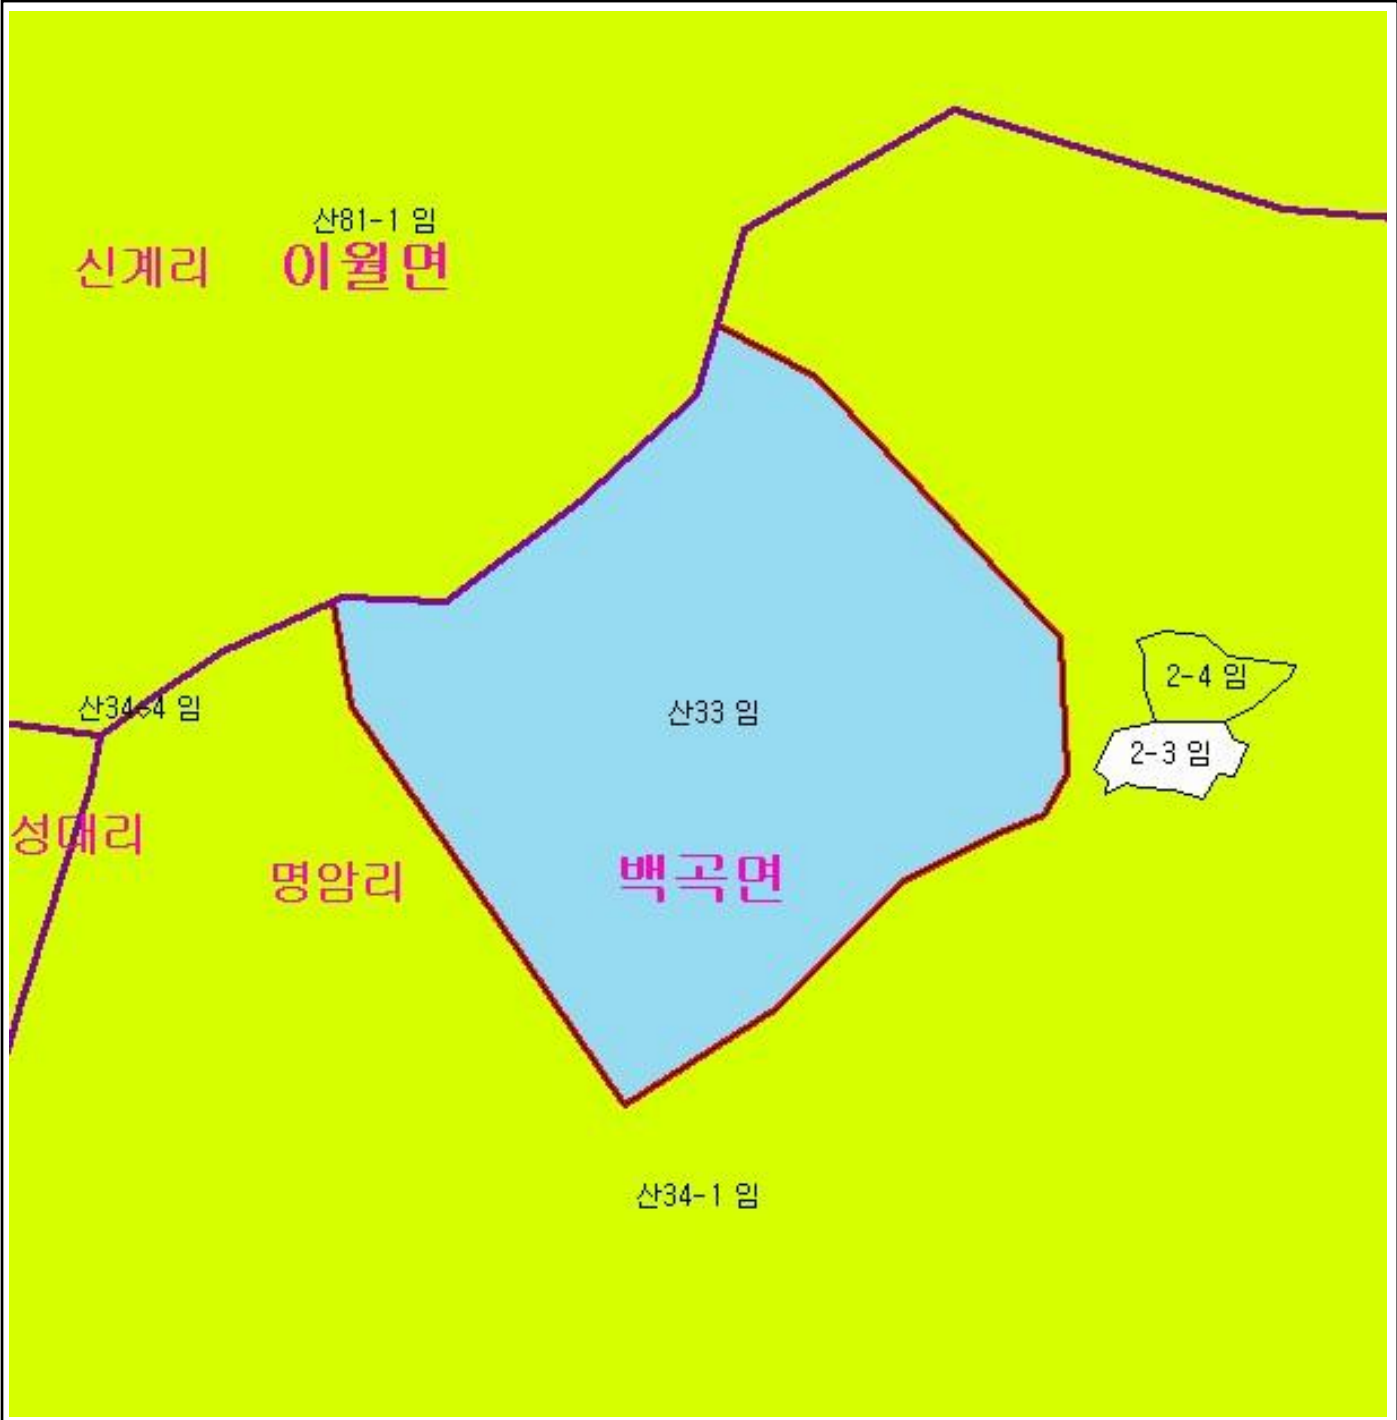 산81-1 임
신계리 이월면
산34-4 임
산33 임
2-4 임
2-3 임
성대리
명암리
백곡면
산34-1 임